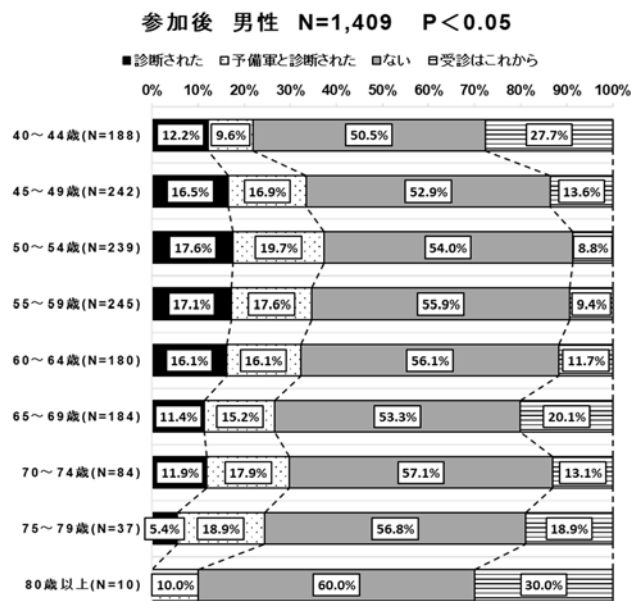 参加後 男性 N=1,409 P＜0.05
■診断された □予備軍と診断された ■ない 目受診はこれから
0% 10% 20% 30% 40% 50% 60% 70% 80% 90% 100%
40～44歳(N=188) 12.2% 9.6% 50.5% 27.7%
45～49歳(N=242) 16.5% 16.9% 52.9% 13.6%
50～54歳(N=239) 17.6% 19.7% 54.0% 8.8%
55～59歳(N=245) 17.1% 17.6% 55.9% 9.4%
60～64歳(N=180) 16.1% 16.1% 56.1% 11.7%
65～69歳(N=184) 11.4% 15.2% 53.3% 20.1%
70～74歳(N=84) 11.9% 17.9% 57.1% 13.1%
75～79歳(N=37) 5.4% 18.9% 56.8% 18.9%
80歳以上(N=10) 10.0% 60.0% 30.0%